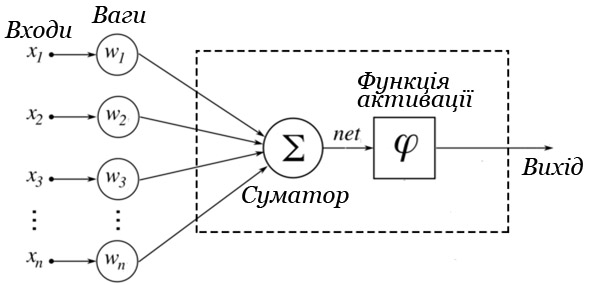 Входи
Ваги
x1
w1
x2
w2
x3
w3
xn
wn
Σ
Суматор
net
Функція
активації
φ
Вихід